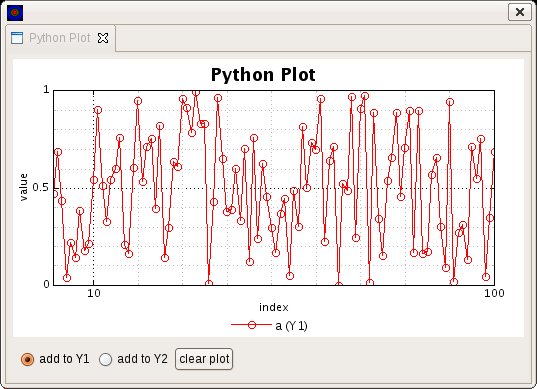 Python Plot
Python Plot
1
value
0.5
0
10
100
index
a (Y1)
add to Y1
add to Y2
clear plot